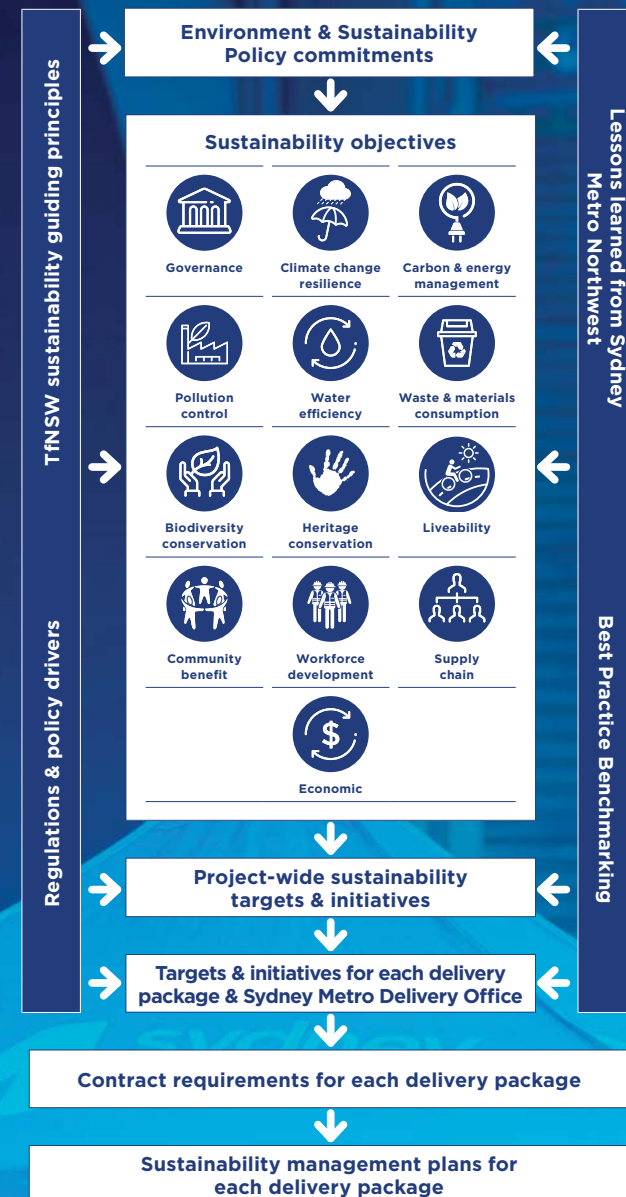 Environment & Sustainability
Policy commitments
TfNSW sustainability guiding principles
Regulations & policy drivers
Lessons learned from Sydney
Metro Northwest
Best Practice Benchmarking
Sustainability objectives
Governance
Climate change
resilience
Carbon & energy
management
Pollution
control
Water
efficiency
Waste & materials
consumption
Biodiversity
conservation
Heritage
conservation
Liveability
Community
benefit
Workforce
development
Supply
chain
$
Economic
Project-wide sustainability
targets & initiatives
Targets & initiatives for each delivery
package & Sydney Metro Delivery Office
sydney
Contract requirements for each delivery package
Sustainability management plans for
each delivery package